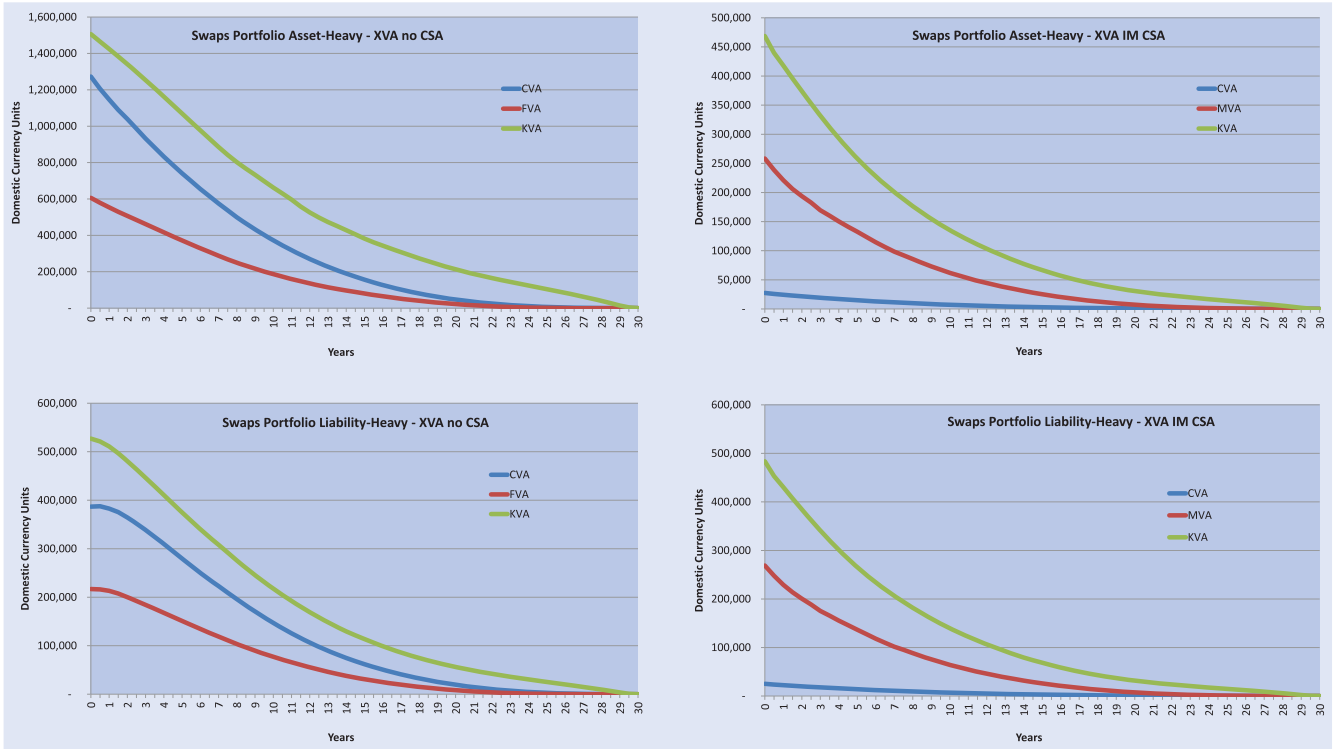 Swaps Portfolio Asset-Heavy - XVA no CSA
Domestic Currency Units
1,600,000
1,400,000
1,200,000
1,000,000
800,000
600,000
400,000
200,000
-
CVA
FVA
KVA
0 1 2 3 4 5 6 7 8 9 10 11 12 13 14 15 16 17 18 19 20 21 22 23 24 25 26 27 28 29 30
Years
Swaps Portfolio Asset-Heavy - XVA IM CSA
Domestic Currency Units
500,000
450,000
400,000
350,000
300,000
250,000
200,000
150,000
100,000
50,000
-
CVA
MVA
KVA
0 1 2 3 4 5 6 7 8 9 10 11 12 13 14 15 16 17 18 19 20 21 22 23 24 25 26 27 28 29 30
Years
Swaps Portfolio Liability-Heavy - XVA no CSA
Domestic Currency Units
600,000
500,000
400,000
300,000
200,000
100,000
-
CVA
FVA
KVA
0 1 2 3 4 5 6 7 8 9 10 11 12 13 14 15 16 17 18 19 20 21 22 23 24 25 26 27 28 29 30
Years
Swaps Portfolio Liability-Heavy - XVA IM CSA
Domestic Currency Units
600,000
500,000
400,000
300,000
200,000
100,000
-
CVA
MVA
KVA
0 1 2 3 4 5 6 7 8 9 10 11 12 13 14 15 16 17 18 19 20 21 22 23 24 25 26 27 28 29 30
Years